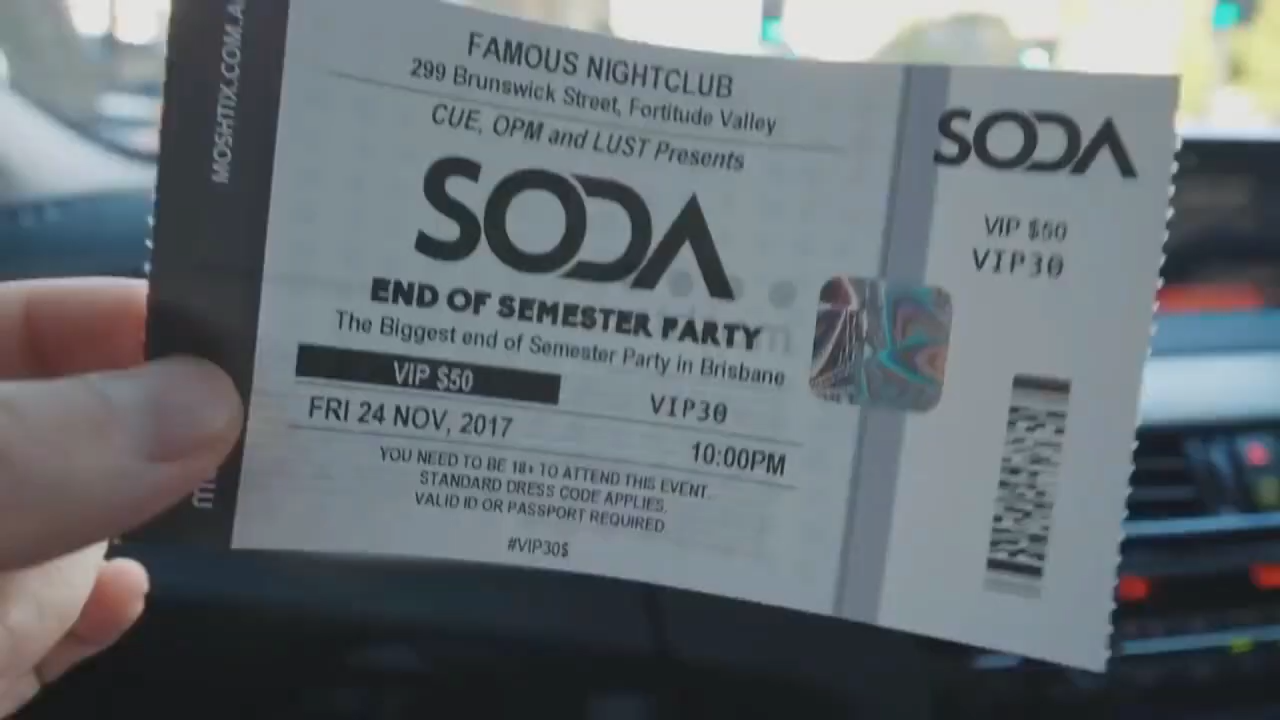 MOSHTIX.COM.A
FAMOUS NIGHTCLUB
299 Brunswick Street, Fortitude Valley
CUE, OPM and LUST Presents
SODA
END OF SEMESTER PARTY
The Biggest end of Semester Party in Brisbane
VIP $50
VIP30
FRI 24 NOV, 2017
10:00PM
YOU NEED TO BE 18+ TO ATTEND THIS EVENT.
STANDARD DRESS CODE APPLIES.
VALID ID OR PASSPORT REQUIRED
#VIP30$
SODA
VIP $50
VIP30